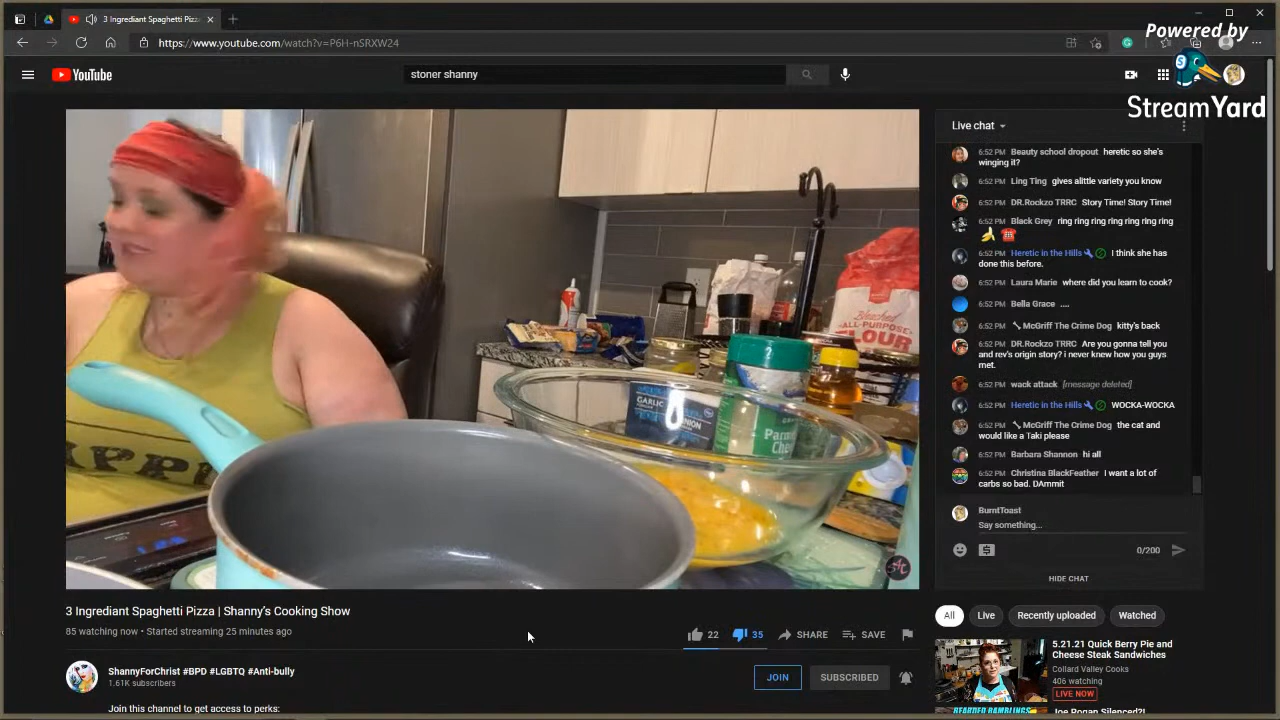 3 Ingrediant Spaghetti Pizza
https://www.youtube.com/watch?v=P6H-nSRXW24
Powered by
StreamYard
YouTube
stoner shanny
Live chat
6:52 PM Beauty school dropout heretic so she's
winging it?
6:52 PM Ling Ting gives alittle variety you know
6:52 PM DR.Rockzo TRRC Story Time! Story Time!
6:52 PM Black Grey ring ring ring ring ring ring ring
6:52 PM Heretic in the Hills I think she has
done this before.
6:52 PM Laura Marie where did you learn to cook?
6:52 PM Bella Grace ....
6:52 PM McGriff The Crime Dog kitty's back
6:52 PM DR.Rockzo TRRC Are you gonna tell you
and rev's origin story? i never knew how you guys
met.
6:52 PM wack attack [message deleted]
6:52 PM Heretic in the Hills WOCKA-WOCKA
6:52 PM McGriff The Crime Dog the cat and
would like a Taki please
6:52 PM Barbara Shannon hi all
6:52 PM Christina BlackFeather I want a lot of
carbs so bad. DAmmit
BurntToast
Say something...
0/200
HIDE CHAT
Bleached
ALL-PURPOSE
FLOUR
GARLIC
ONION
3 Ingrediant Spaghetti Pizza | Shanny's Cooking Show
85 watching now • Started streaming 25 minutes ago
22
35
SHARE
SAVE
ShannyForChrist #BPD #LGBTQ #Anti-bully
1.61K subscribers
JOIN
SUBSCRIBED
Join this channel to get access to perks:
All
Live
Recently uploaded
Watched
5.21.21 Quick Berry Pie and
Cheese Steak Sandwiches
Collard Valley Cooks
406 watching
LIVE NOW
BEARDED RAMBLINGS
Joe Rogan Silenced?!